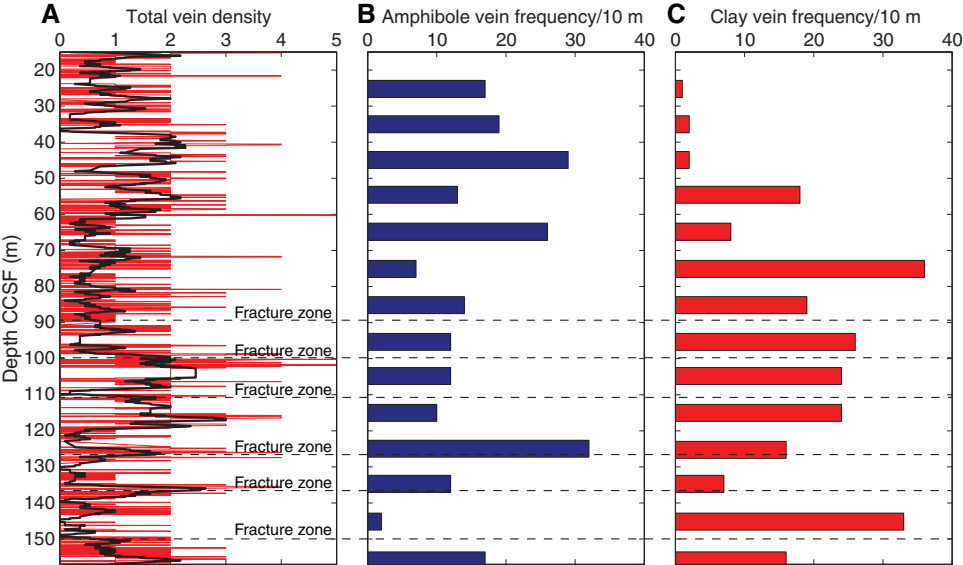 A Total vein density
B Amphibole vein frequency/10 m
C Clay vein frequency/10 m
0 1 2 3 4 5
0 10 20 30 40
0 10 20 30 40
Depth CCSF (m)
20
30
40
50
60
70
80
90
100
110
120
130
140
150
Fracture zone
Fracture zone
Fracture zone
Fracture zone
Fracture zone
Fracture zone